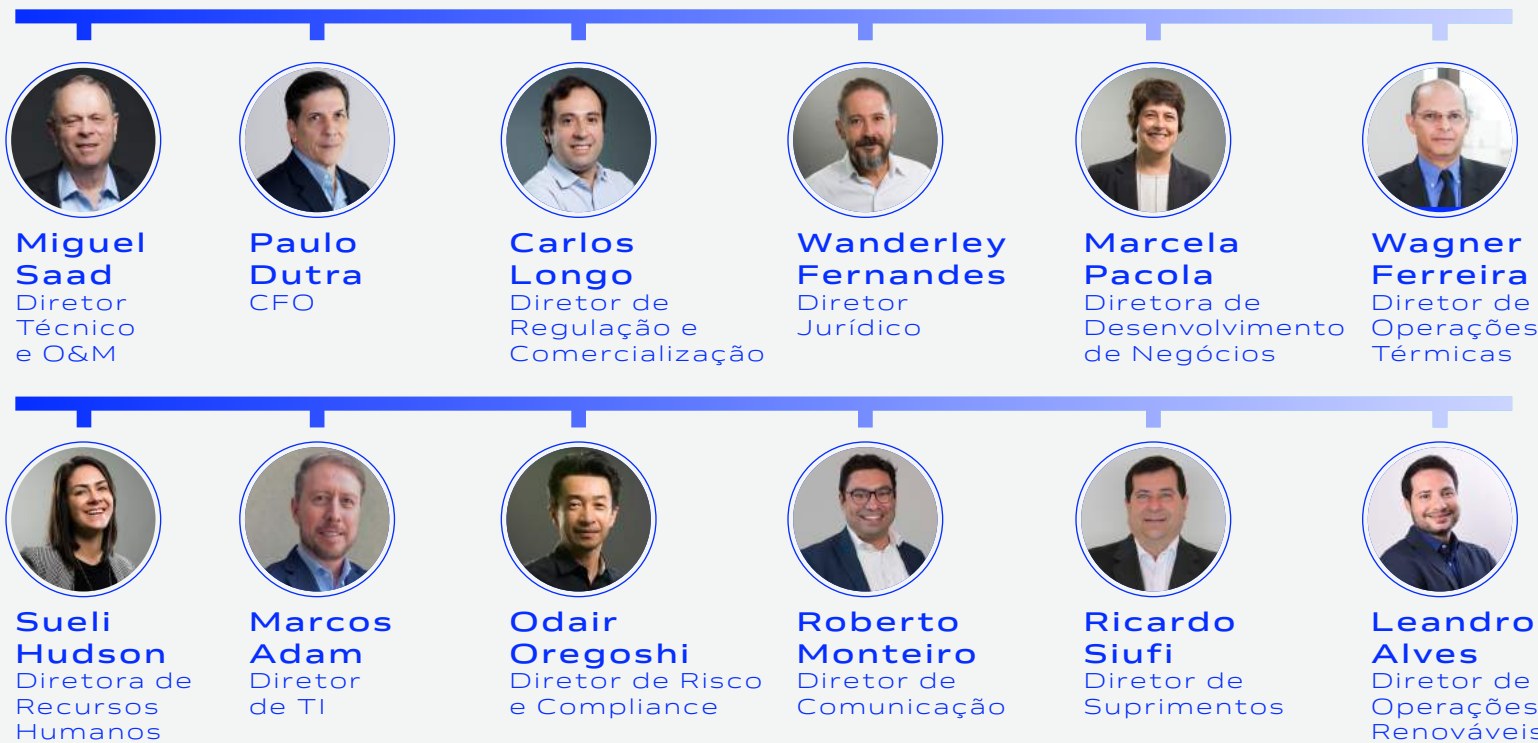 Miguel
Saad
Diretor
Técnico
e O&M
Paulo
Dutra
CFO
Carlos
Longo
Diretor de
Regulação e
Comercialização
Wanderley
Fernandes
Diretor
Jurídico
Marcela
Pacola
Diretora de
Desenvolvimento
de Negócios
Wagner
Ferreira
Diretor de
Operações
Térmicas
Sueli
Hudson
Diretora de
Recursos
Humanos
Marcos
Adam
Diretor
de TI
Odair
Oregoshi
Diretor de Risco
e Compliance
Roberto
Monteiro
Diretor de
Comunicação
Ricardo
Siufi
Diretor de
Suprimentos
Leandro
Alves
Diretor de
Operações
Renováveis